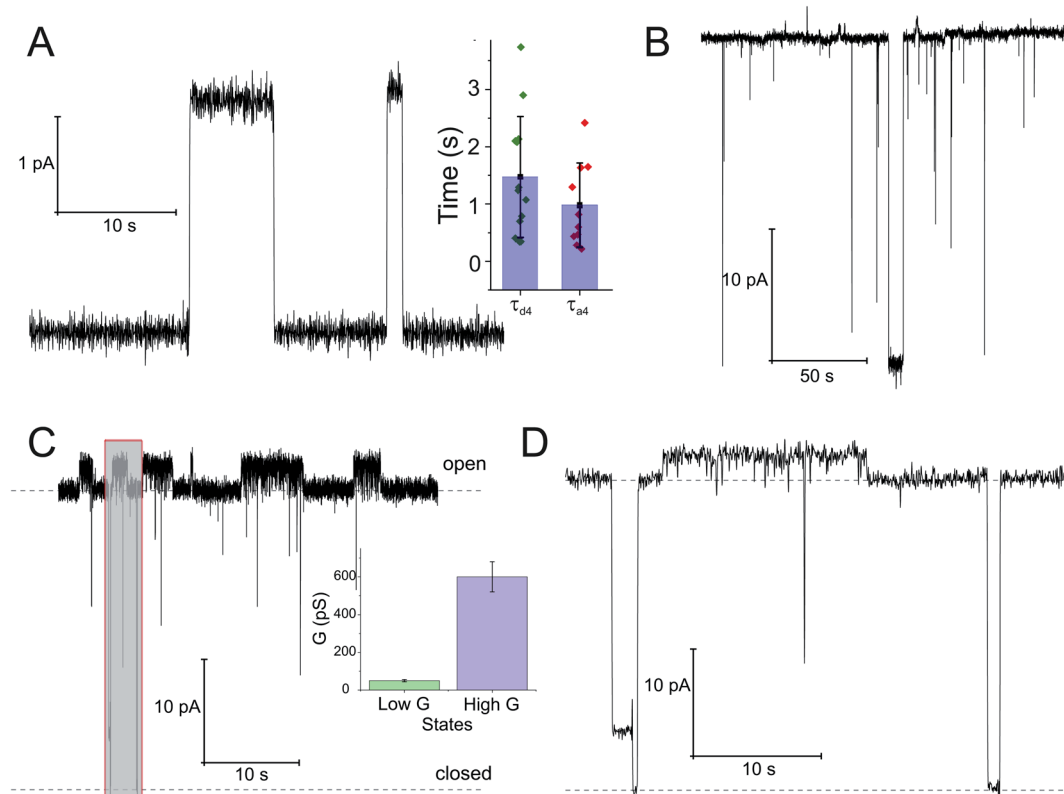 A
1 pA
10 s
Time (s)
3
2
1
0
τd4
τa4
B
10 pA
50 s
C
open
closed
10 pA
10 s
G (pS)
600
400
200
0
Low G
High G
States
D
10 pA
10 s